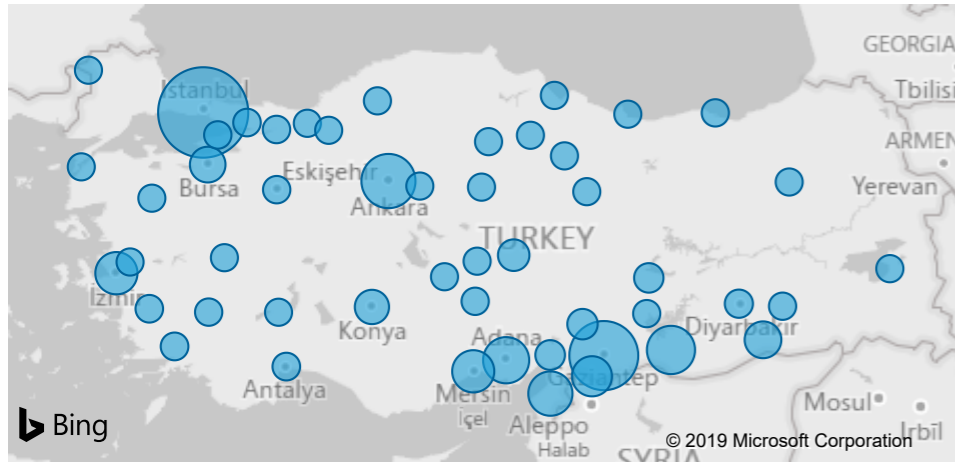 GEORGIA
Tbilisi
Istanbul
ARMEN
Eskişehir
Bursa
Ankara
Yerevan
TURKEY
İzmir
Konya
Diyarbakır
Adana
Antalya
Gaziantep
Mersin
İçel
Mosul
Aleppo
Irbīl
Halab
SYRIA
Bing
© 2019 Microsoft Corporation